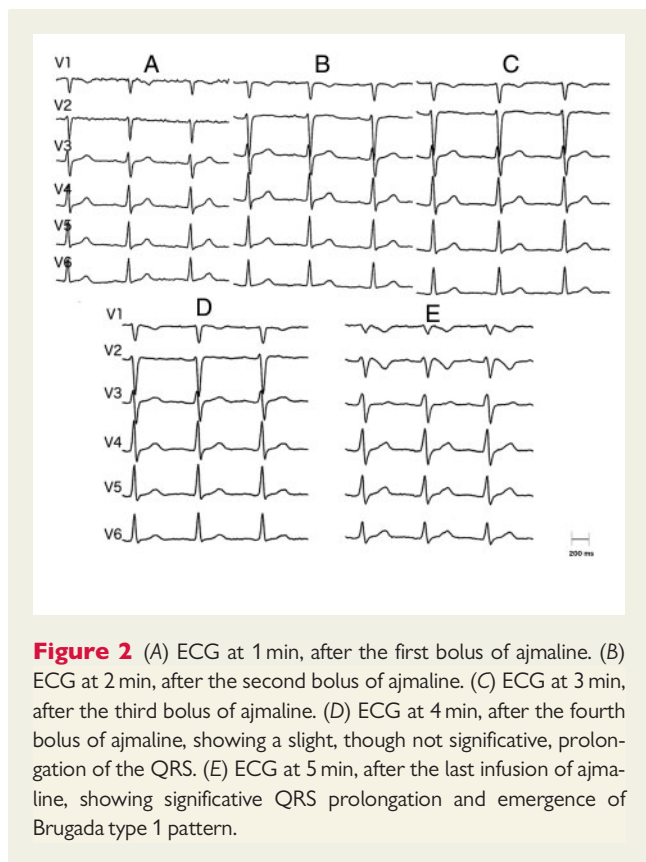 A B C
V1
V2
V3
V4
V5
V6
D E
V1
V2
V3
V4
V5
V6
200 ms
Figure 2 (A) ECG at 1 min, after the first bolus of ajmaline. (B)
ECG at 2 min, after the second bolus of ajmaline. (C) ECG at 3 min,
after the third bolus of ajmaline. (D) ECG at 4 min, after the fourth
bolus of ajmaline, showing a slight, though not significative, prolon-
gation of the QRS. (E) ECG at 5 min, after the last infusion of ajma-
line, showing significative QRS prolongation and emergence of
Brugada type 1 pattern.